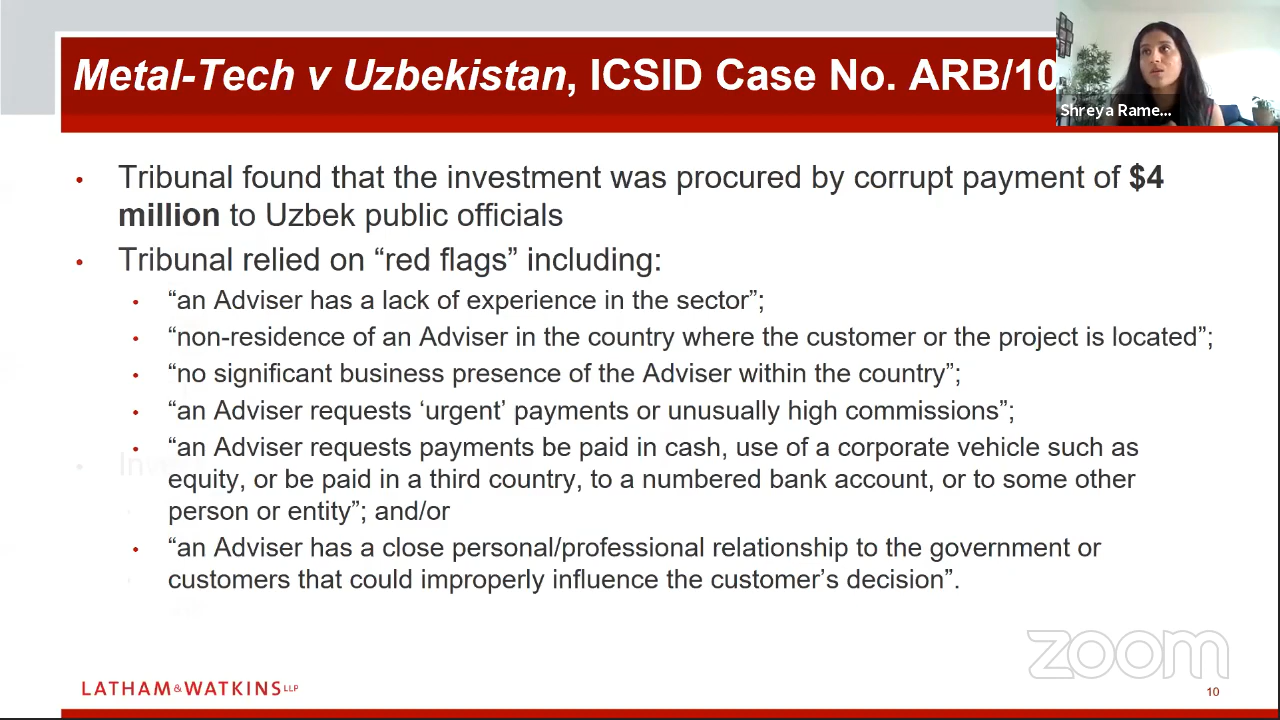 Metal-Tech v Uzbekistan, ICSID Case No. ARB/10
Shreya Rame...
• Tribunal found that the investment was procured by corrupt payment of $4
million to Uzbek public officials
• Tribunal relied on “red flags” including:
• “an Adviser has a lack of experience in the sector”;
• “non-residence of an Adviser in the country where the customer or the project is located”;
• “no significant business presence of the Adviser within the country”;
• “an Adviser requests ‘urgent’ payments or unusually high commissions”;
• “an Adviser requests payments be paid in cash, use of a corporate vehicle such as
equity, or be paid in a third country, to a numbered bank account, or to some other
person or entity”; and/or
• “an Adviser has a close personal/professional relationship to the government or
customers that could improperly influence the customer’s decision”.
zoom
LATHAM&WATKINS LLP
10